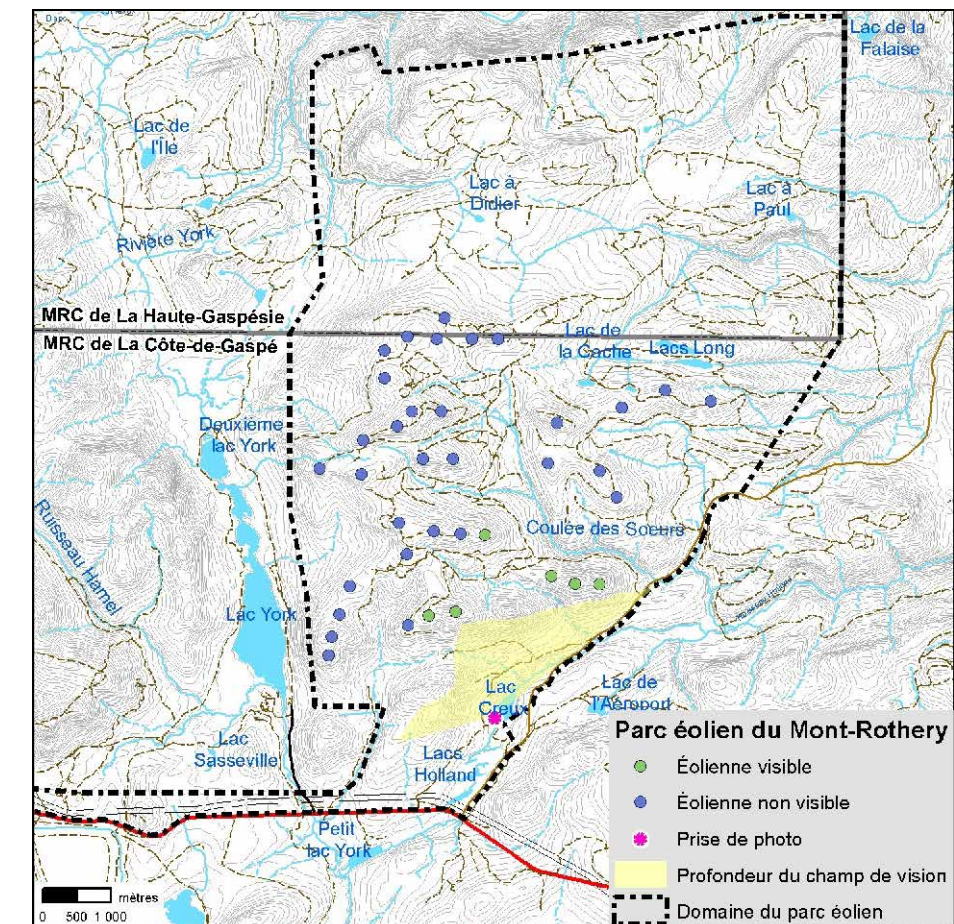 Lac de la
Falaise
Lac de
l'Île
Lac à
Didier
Lac à
Paul
Rivière York
MRC de La Haute-Gaspésie
MRC de La Côte-de-Gaspé
Lac de
la Cache
Lacs Long
Deuxième
lac York
Ruisseau Hamel
Coulée des Soeurs
Lac York
Lac
Creux
Lac de
l'Aéroport
Lac
Sasseville
Lacs
Holland
Petit
lac York
Parc éolien du Mont-Rothery
Éolienne visible
Éolienne non visible
Prise de photo
Profondeur du champ de vision
Domaine du parc éolien
mètres
0 500 1 000